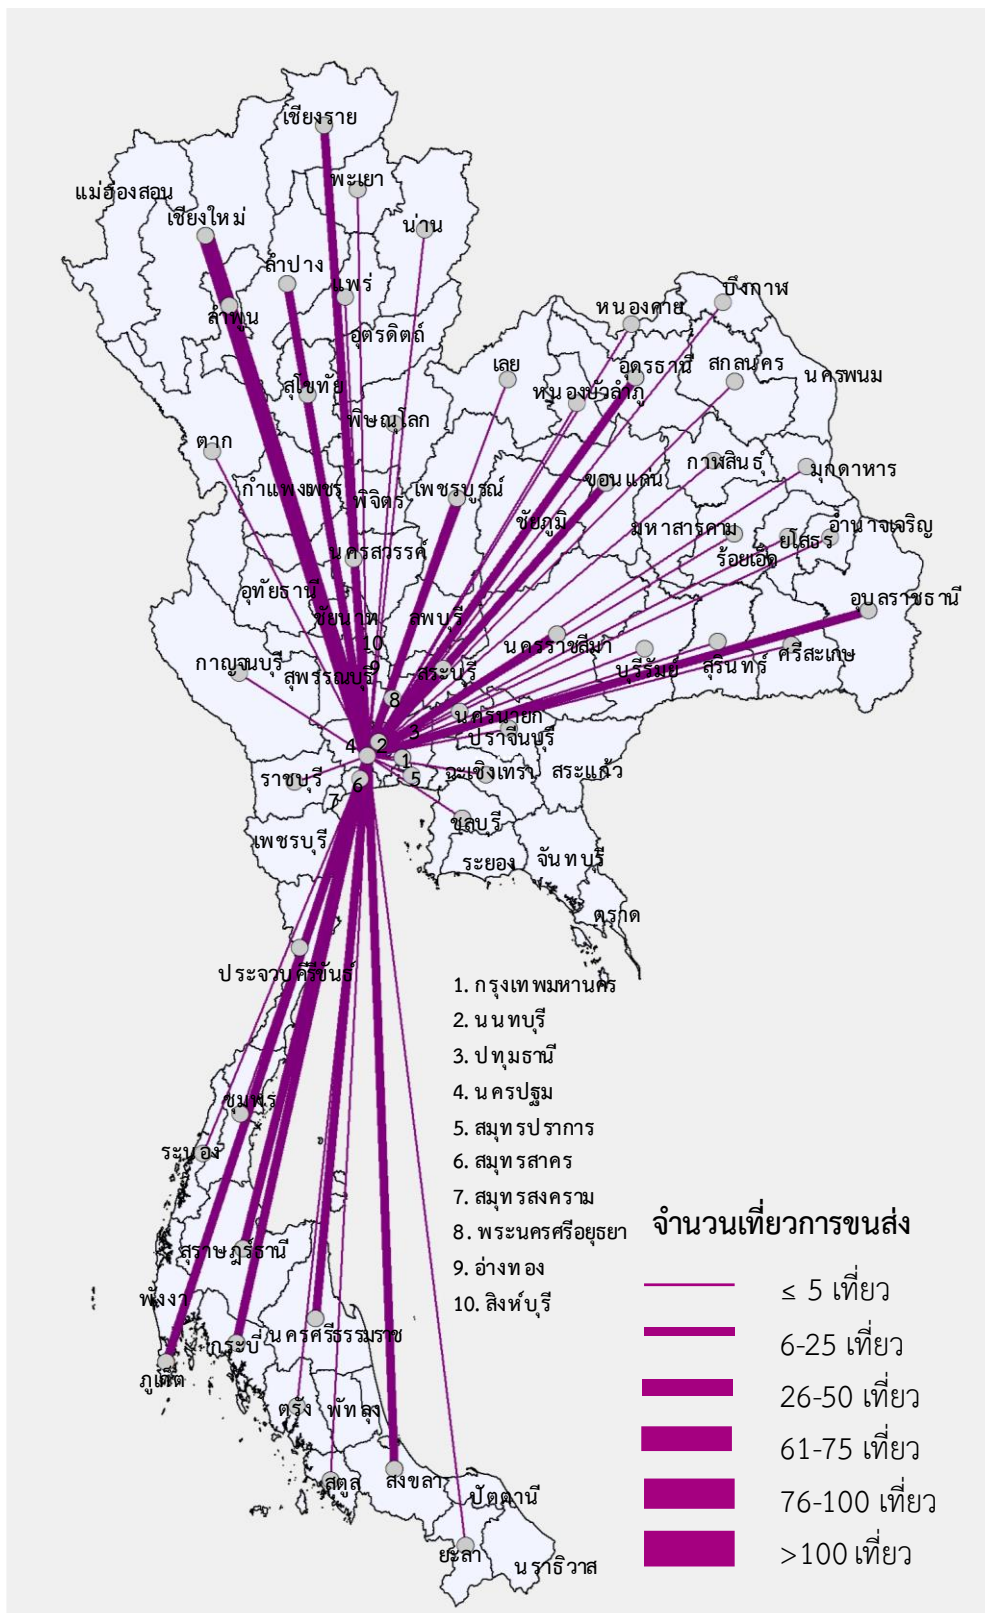 เชียงราย
พะเยา
แม่ฮ่องสอน
เชียงใหม่
น่าน
ลำปาง
แพร่
บึงกาฬ
หนองคาย
ลำพูน
อุตรดิตถ์
เลย
อุดรธานี
สกลนคร
นครพนม
สุโขทัย
หนองบัวลำภู
พิษณุโลก
ตาก
กาฬสินธุ์
มุกดาหาร
กำแพงเพชร
พิจิตร
เพชรบูรณ์
ขอนแก่น
ชัยภูมิ
มหาสารคาม
ร้อยเอ็ด
ยโสธร
อำนาจเจริญ
นครสวรรค์
อุทัยธานี
ชัยนาท
ลพบุรี
อุบลราชธานี
10
9
นครราชสีมา
บุรีรัมย์
สุรินทร์
ศรีสะเกษ
กาญจนบุรี
สุพรรณบุรี
สระบุรี
8
นครนายก
3
ปราจีนบุรี
4
2
1
ราชบุรี
6
5
ฉะเชิงเทรา
สระแก้ว
7
ชลบุรี
เพชรบุรี
ระยอง
จันทบุรี
ตราด
ประจวบคีรีขันธ์
1. กรุงเทพมหานคร
2. นนทบุรี
3. ปทุมธานี
4. นครปฐม
5. สมุทรปราการ
6. สมุทรสาคร
7. สมุทรสงคราม
8. พระนครศรีอยุธยา
9. อ่างทอง
10. สิงห์บุรี
ชุมพร
ระนอง
สุราษฎร์ธานี
พังงา
กระบี่
นครศรีธรรมราช
ภูเก็ต
ตรัง
พัทลุง
สตูล
สงขลา
ปัตตานี
ยะลา
นราธิวาส
จำนวนเที่ยวการขนส่ง
≤ 5 เที่ยว
6-25 เที่ยว
26-50 เที่ยว
61-75 เที่ยว
76-100 เที่ยว
>100 เที่ยว